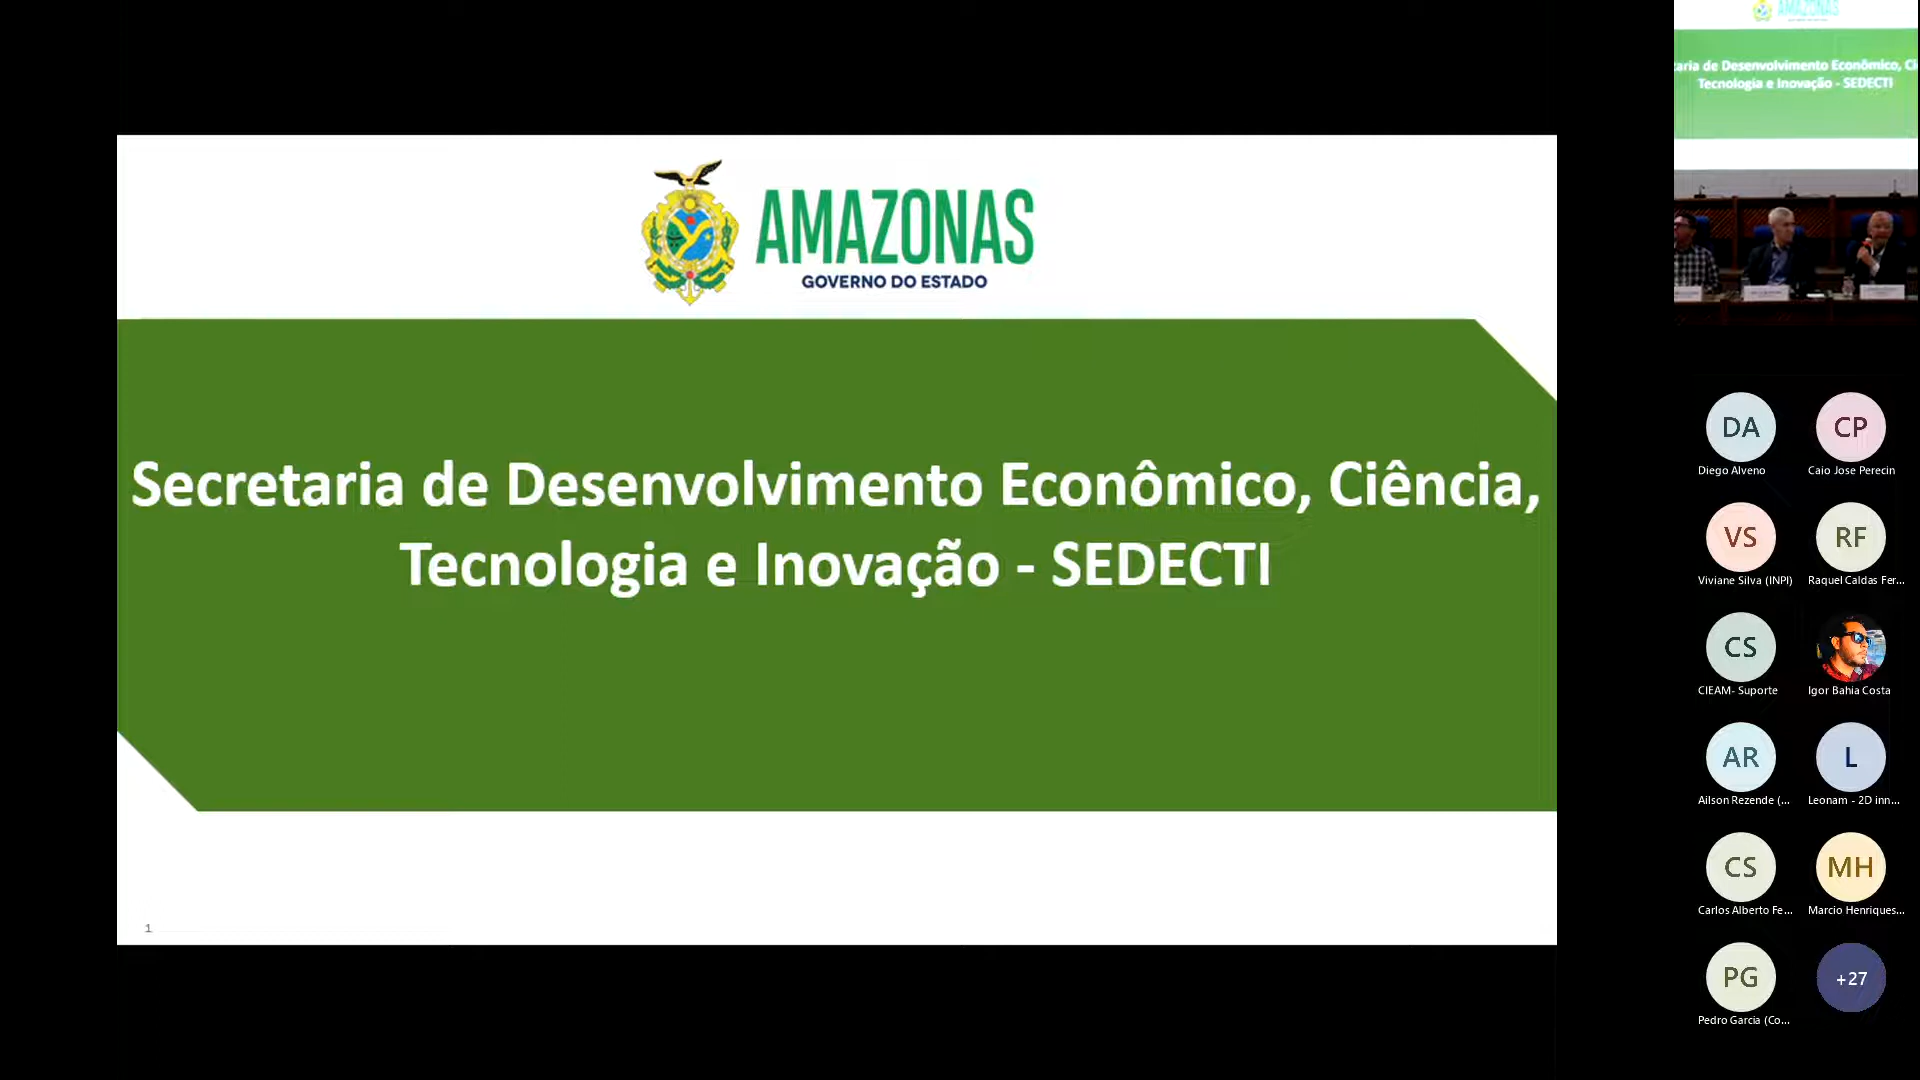 AMAZONAS
GOVERNO DO ESTADO
Secretaria de Desenvolvimento Econômico, Ciência,
Tecnologia e Inovação - SEDECTI
1
AMAZONAS
taria de Desenvolvimento Econômico, Ci
Tecnologia e Inovação - SEDECTI
DA
Diego Alveno
CP
Caio Jose Perecin
VS
Viviane Silva (INPI)
RF
Raquel Caldas Fer...
CS
CIEAM- Suporte
Igor Bahia Costa
AR
Ailson Rezende (...
L
Leonam - 2D inn...
CS
Carlos Alberto Fe...
MH
Marcio Henriques...
PG
Pedro Garcia (Co...
+27